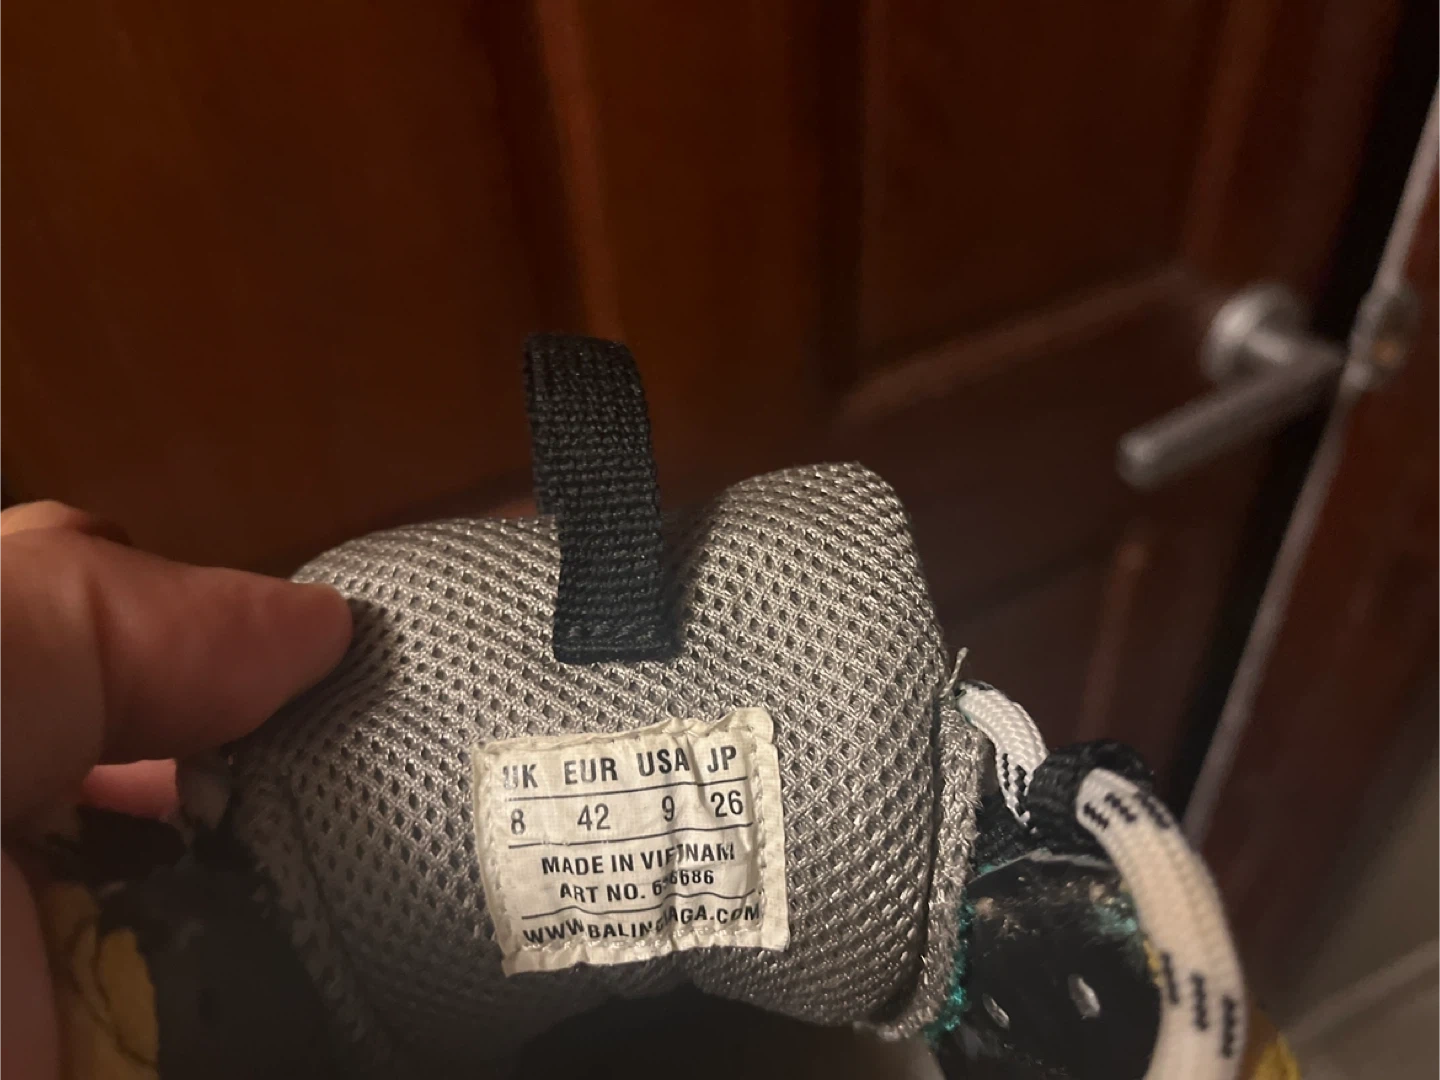 UK EUR USA JP
8 42 9 26
MADE IN VIETNAM
ART NO.